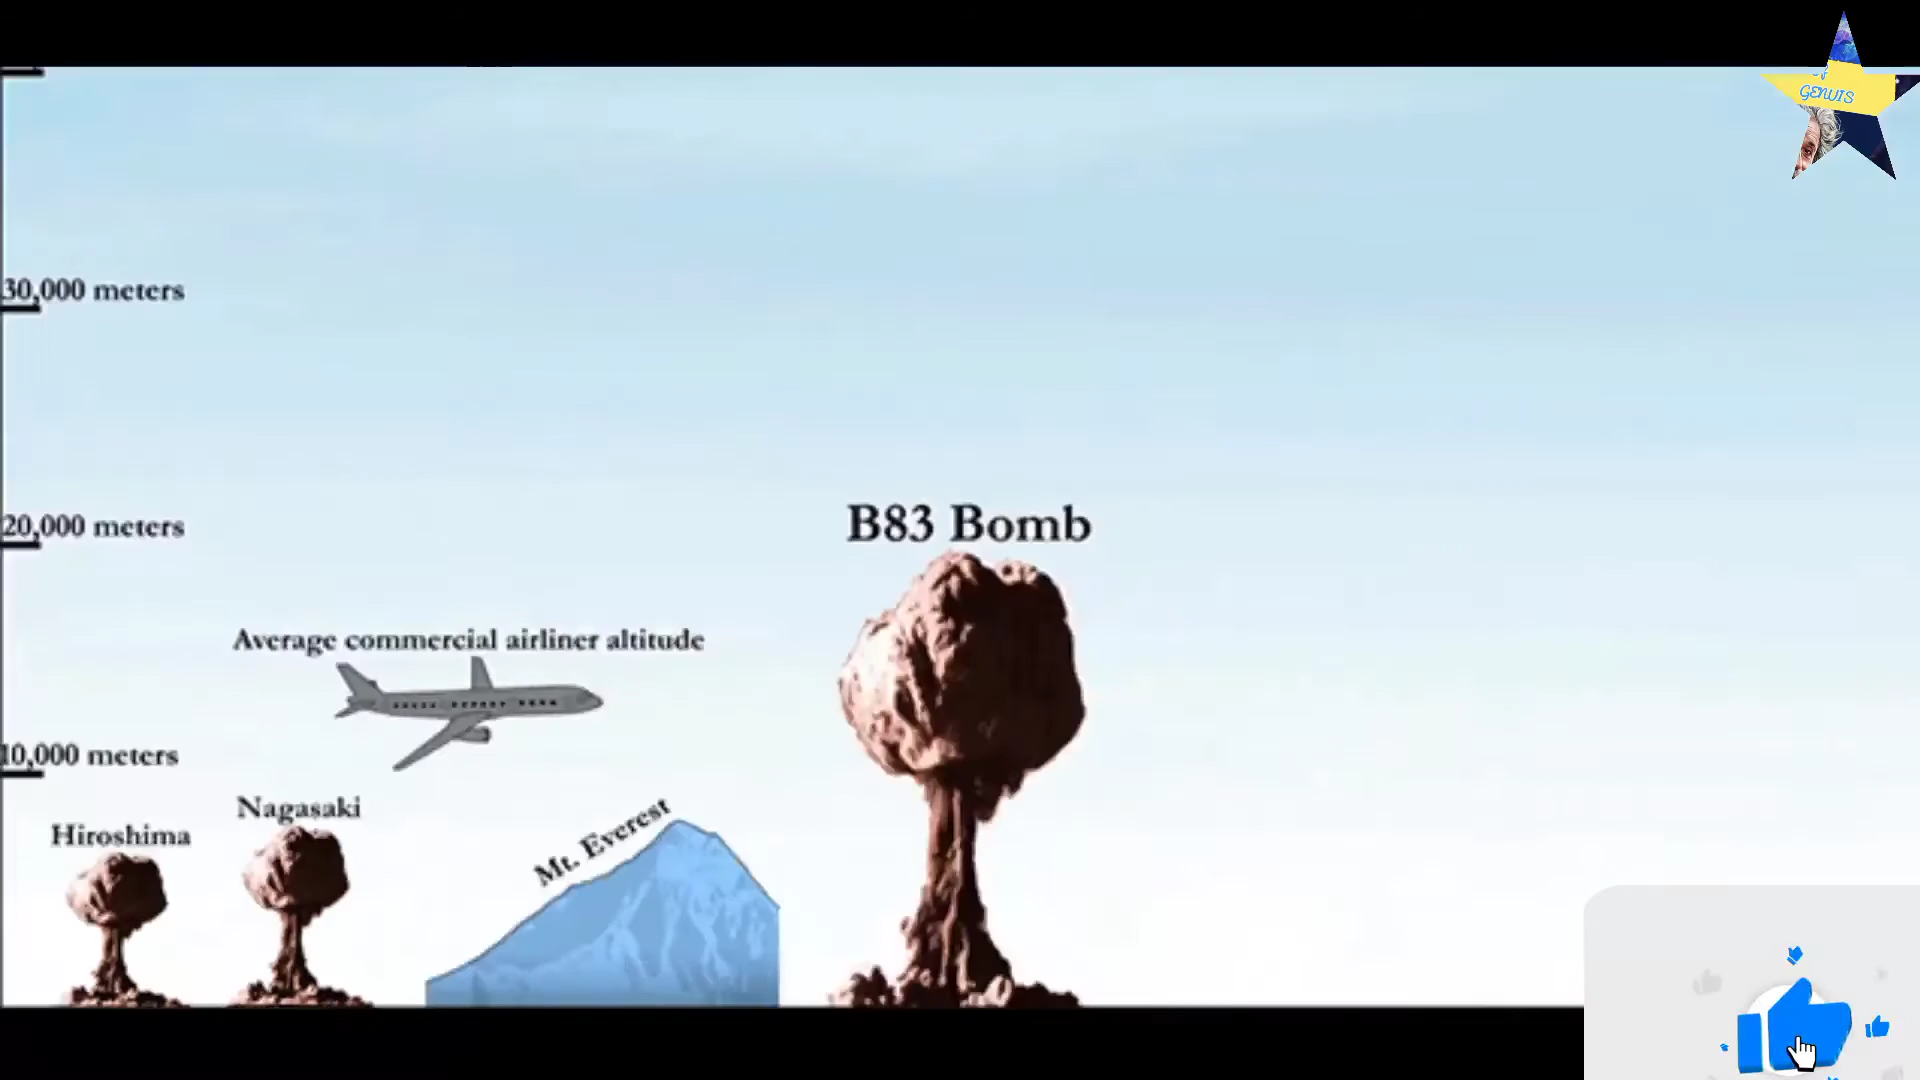 GENUIS
30,000 meters
B83 Bomb
20,000 meters
Average commercial airliner altitude
10,000 meters
Nagasaki
Mt. Everest
Hiroshima